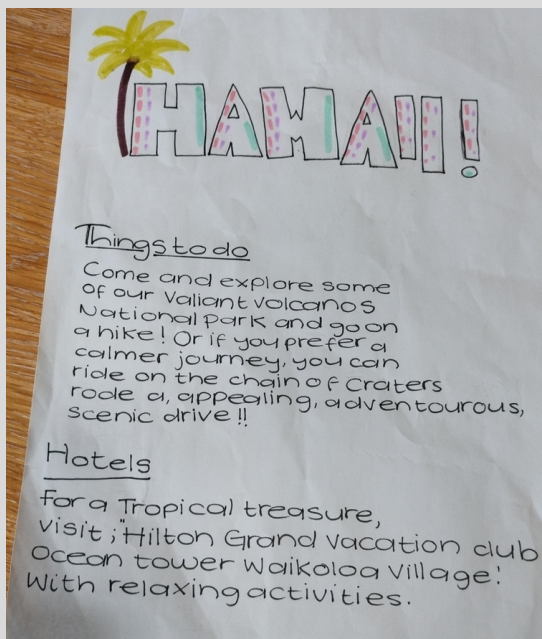 HAWAII!
Things to do
Come and explore some
of our Valiant Volcanos
National park and go on
a hike! Or if you prefer a
calmer journey, you can
ride on the chain of Craters
rode a, appealing, adventourous,
scenic drive!!
Hotels
For a Tropical treasure,
visit; "Hilton Grand Vacation club
Ocean tower Waikoloa Village!
With relaxing activities.